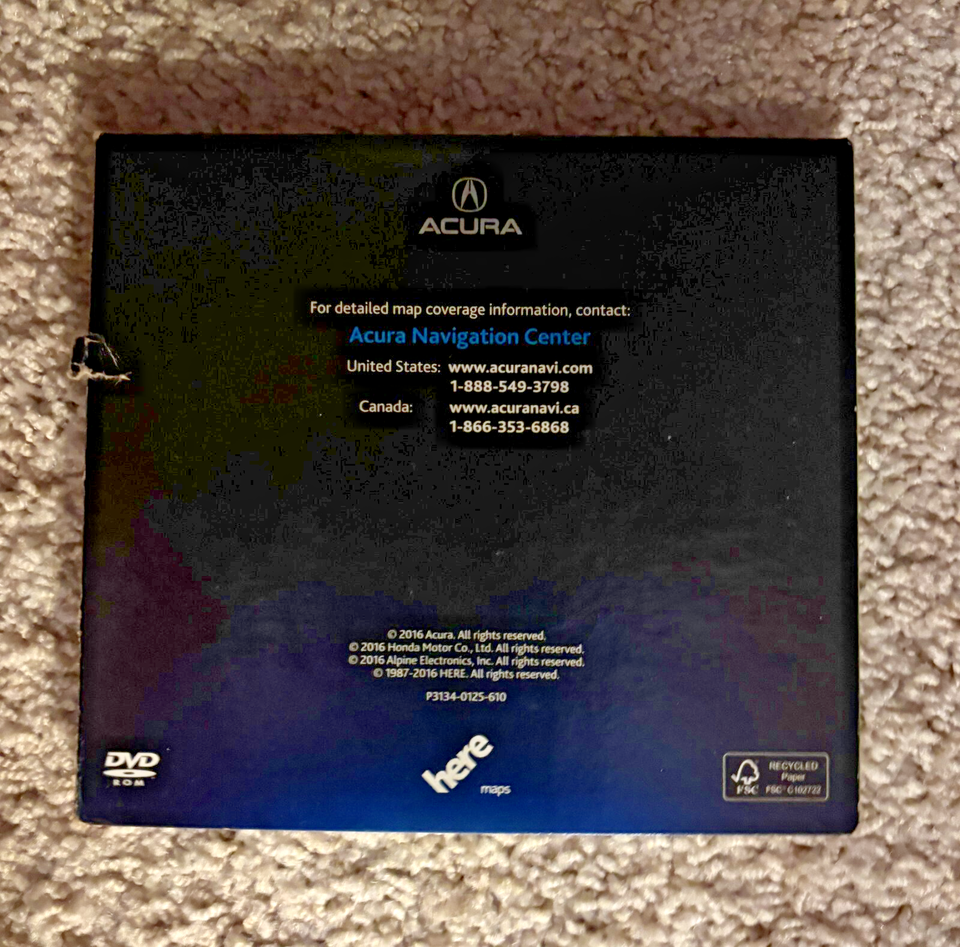 ACURA
For detailed map coverage information, contact:
Acura Navigation Center
United States: www.acuranavi.com
1-888-549-3798
Canada: www.acuranavi.ca
1-866-353-6868
© 2016 Acura. All rights reserved.
© 2016 Honda Motor Co., Ltd. All rights reserved.
© 2016 Alpine Electronics, Inc. All rights reserved.
© 1987-2016 HERE. All rights reserved.
P3134-0125-610
DVD
ROM
here
maps
FSC
RECYCLED
Paper
FSC® C102722